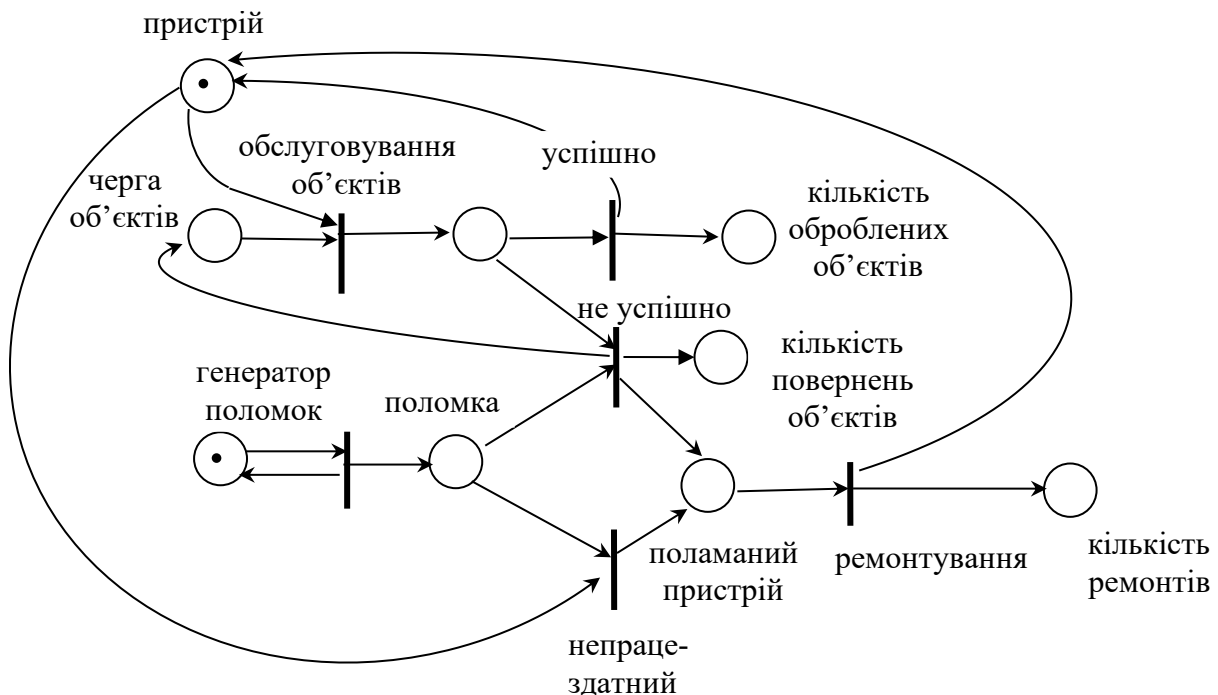 пристрій
обслуговування
об’єктів
успішно
черга
об’єктів
кількість
оброблених
об’єктів
не успішно
кількість
повернень
об’єктів
генератор
поломок
поломка
поламаний
пристрій
ремонтування
кількість
ремонтів
непраце-
здатний